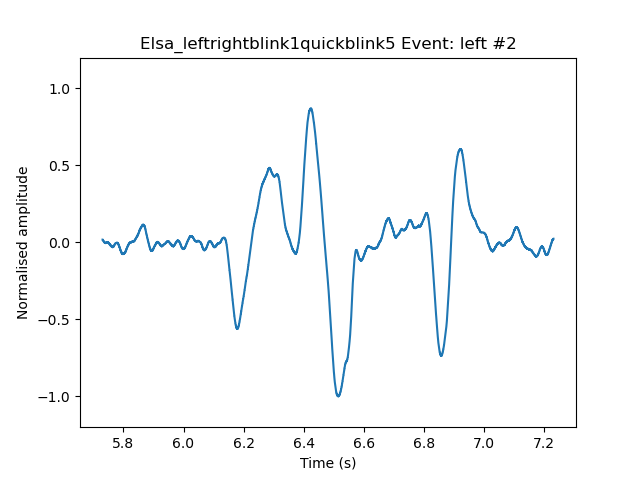 Elsa_leftrightblink1quickblink5 Event: left #2
1.0
0.5
0.0
−0.5
−1.0
Normalised amplitude
5.8 6.0 6.2 6.4 6.6 6.8 7.0 7.2
Time (s)